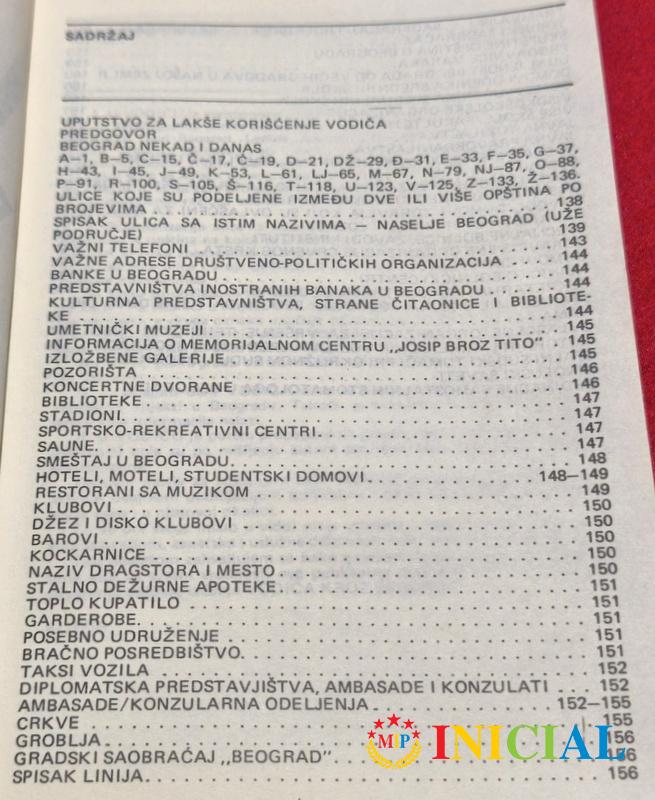 SADRŽAJ
UPUTSTVO ZA LAKŠE KORIŠĆENJE VODIČA
PREDGOVOR
BEOGRAD NEKAD I DANAS
A–1, B–5, C–15, Č–17, Ć–19, D–21, DŽ–29, Đ–31, E–33, F–35, G–37,
H–43, I–45, J–49, K–53, L–61, LJ–65, M–67, N–79, NJ–87, O–88,
P–91, R–100, S–105, Š–116, T–118, U–123, V–125, Z–133, Ž–136.
ULICE KOJE SU PODELJENE IZMEĐU DVE ILI VIŠE OPŠTINA PO
BROJEVIMA . . . . . . . . . . . . . . . . . . . . 138
SPISAK ULICA SA ISTIM NAZIVIMA – NASELJE BEOGRAD (UŽE
PODRUČJE) . . . . . . . . . . . . . . . . . . . . 139
VAŽNI TELEFONI . . . . . . . . . . . . . . . . . . . . 143
VAŽNE ADRESE DRUŠTVENO-POLITIČKIH ORGANIZACIJA . . . . . 144
BANKE U BEOGRADU . . . . . . . . . . . . . . . . . . . . 144
PREDSTAVNIŠTVA INOSTRANIH BANAKA U BEOGRADU . . . . . . 144
KULTURNA PREDSTAVNIŠTVA, STRANE ČITAONICE I BIBLIOTE-
KE . . . . . . . . . . . . . . . . . . . . 144
UMETNIČKI MUZEJI . . . . . . . . . . . . . . . . . . . . 145
INFORMACIJA O MEMORIJALNOM CENTRU „JOSIP BROZ TITO" . . 145
IZLOŽBENE GALERIJE . . . . . . . . . . . . . . . . . . . . 145
POZORIŠTA . . . . . . . . . . . . . . . . . . . . 146
KONCERTNE DVORANE . . . . . . . . . . . . . . . . . . . . 146
BIBLIOTEKE . . . . . . . . . . . . . . . . . . . . 147
STADIONI. . . . . . . . . . . . . . . . . . . . 147
SPORTSKO-REKREATIVNI CENTRI. . . . . . . . . . . . . . . 147
SAUNE. . . . . . . . . . . . . . . . . . . . 147
SMEŠTAJ U BEOGRADU. . . . . . . . . . . . . . . . . . . . 148
HOTELI, MOTELI, STUDENTSKI DOMOVI. . . . . . . . . . 148–149
RESTORANI SA MUZIKOM . . . . . . . . . . . . . . . . . . 149
KLUBOVI . . . . . . . . . . . . . . . . . . . . 150
DŽEZ I DISKO KLUBOVI . . . . . . . . . . . . . . . . . . 150
BAROVI . . . . . . . . . . . . . . . . . . . . 150
KOCKARNICE . . . . . . . . . . . . . . . . . . . . 150
NAZIV DRAGSTORA I MESTO . . . . . . . . . . . . . . . . . 150
STALNO DEŽURNE APOTEKE. . . . . . . . . . . . . . . . . . 151
TOPLO KUPATILO . . . . . . . . . . . . . . . . . . . . 151
GARDEROBE. . . . . . . . . . . . . . . . . . . . 151
POSEBNO UDRUŽENJE . . . . . . . . . . . . . . . . . . . . 151
BRAČNO POSREDBIŠTVO. . . . . . . . . . . . . . . . . . . . 151
TAKSI VOZILA . . . . . . . . . . . . . . . . . . . . 152
DIPLOMATSKA PREDSTAVJIŠTVA, AMBASADE I KONZULATI . . . 152
AMBASADE/KONZULARNA ODELJENJA. . . . . . . . . . . 152–155
CRKVE . . . . . . . . . . . . . . . . . . . . 155
GROBLJA. . . . . . . . . . . . . . . . . . . . 156
GRADSKI SAOBRAĆAJ „BEOGRAD" . . . . . . . . . . . . . . 156
SPISAK LINIJA. . . . . . . . . . . . . . . . . . . . 156
MP INICIAL